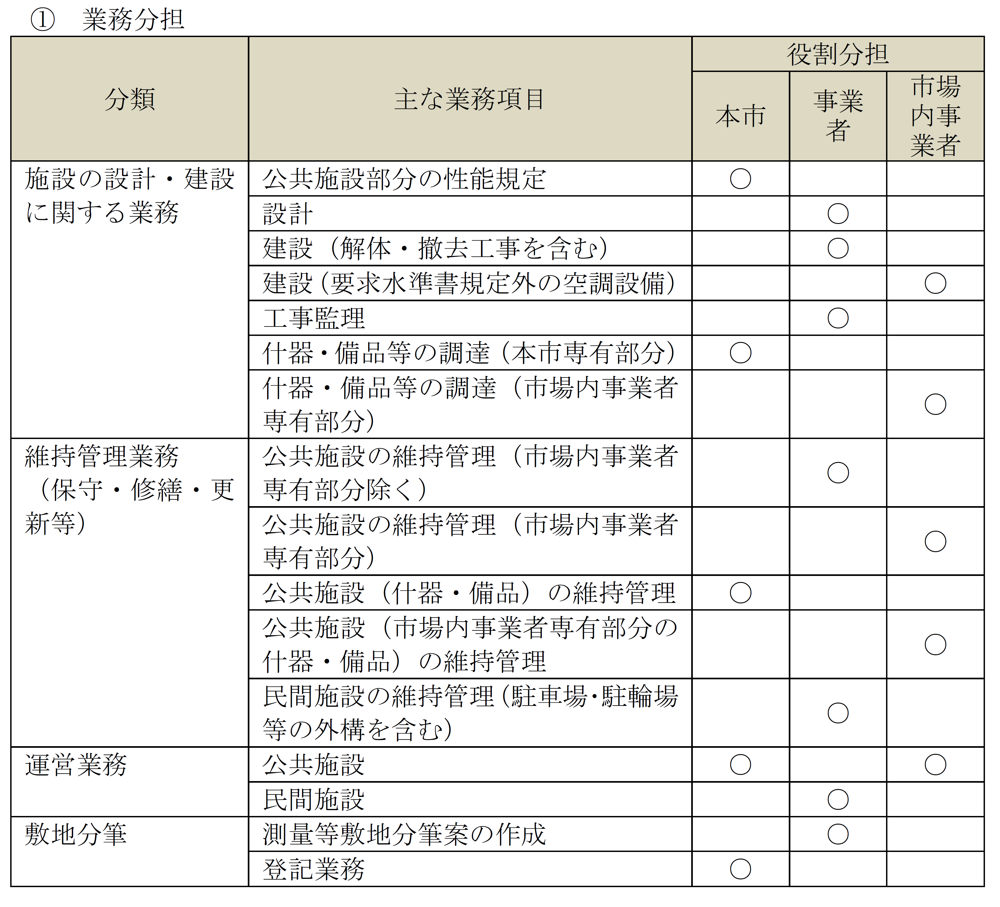 ① 業務分担
分類
主な業務項目
役割分担
本市
事業
者
市場
内事
業者
施設の設計・建設
に関する業務
公共施設部分の性能規定
○
設計
○
建設（解体・撤去工事を含む）
○
建設（要求水準書規定外の空調設備）
○
工事監理
○
什器・備品等の調達（本市専有部分）
○
什器・備品等の調達（市場内事業者
専有部分）
○
維持管理業務
（保守・修繕・更
新等）
公共施設の維持管理（市場内事業者
専有部分除く）
○
公共施設の維持管理（市場内事業者
専有部分）
○
公共施設（什器・備品）の維持管理
○
公共施設（市場内事業者専有部分の
什器・備品）の維持管理
○
民間施設の維持管理（駐車場・駐輪場
等の外構を含む）
○
運営業務
公共施設
○ ○
民間施設
○
敷地分筆
測量等敷地分筆案の作成
○
登記業務
○